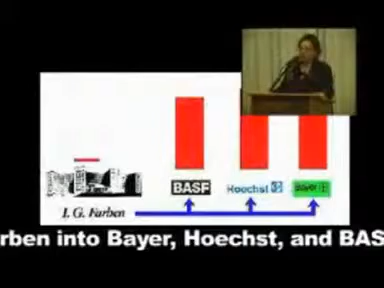 BASF
Hoechst
Bayer
I. G. Farben
rben into Bayer, Hoechst, and BAS